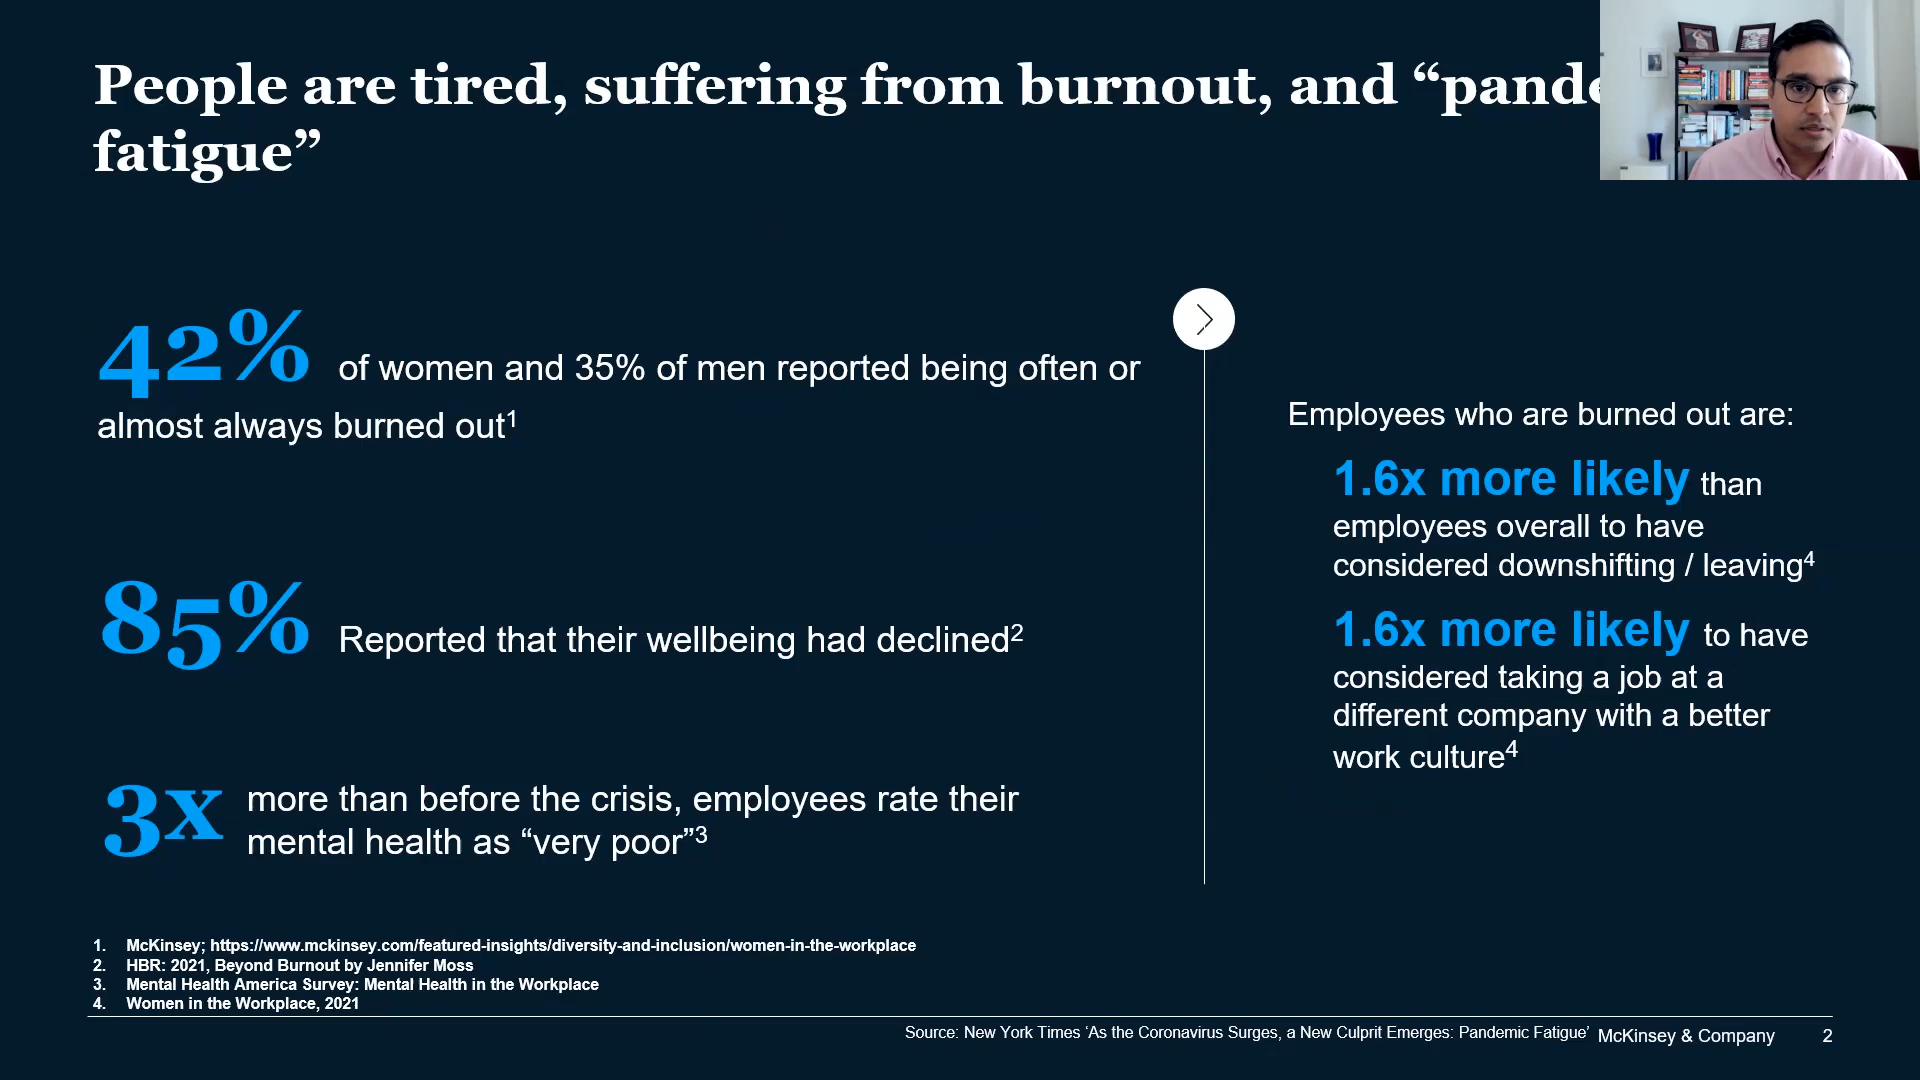 People are tired, suffering from burnout, and “pande
fatigue”
42% of women and 35% of men reported being often or
almost always burned out1
85% Reported that their wellbeing had declined2
3x more than before the crisis, employees rate their
mental health as “very poor”3
Employees who are burned out are:
1.6x more likely than
employees overall to have
considered downshifting / leaving4
1.6x more likely to have
considered taking a job at a
different company with a better
work culture4
1. McKinsey; https://www.mckinsey.com/featured-insights/diversity-and-inclusion/women-in-the-workplace
2. HBR: 2021, Beyond Burnout by Jennifer Moss
3. Mental Health America Survey: Mental Health in the Workplace
4. Women in the Workplace, 2021
Source: New York Times ‘As the Coronavirus Surges, a New Culprit Emerges: Pandemic Fatigue’ McKinsey & Company 2